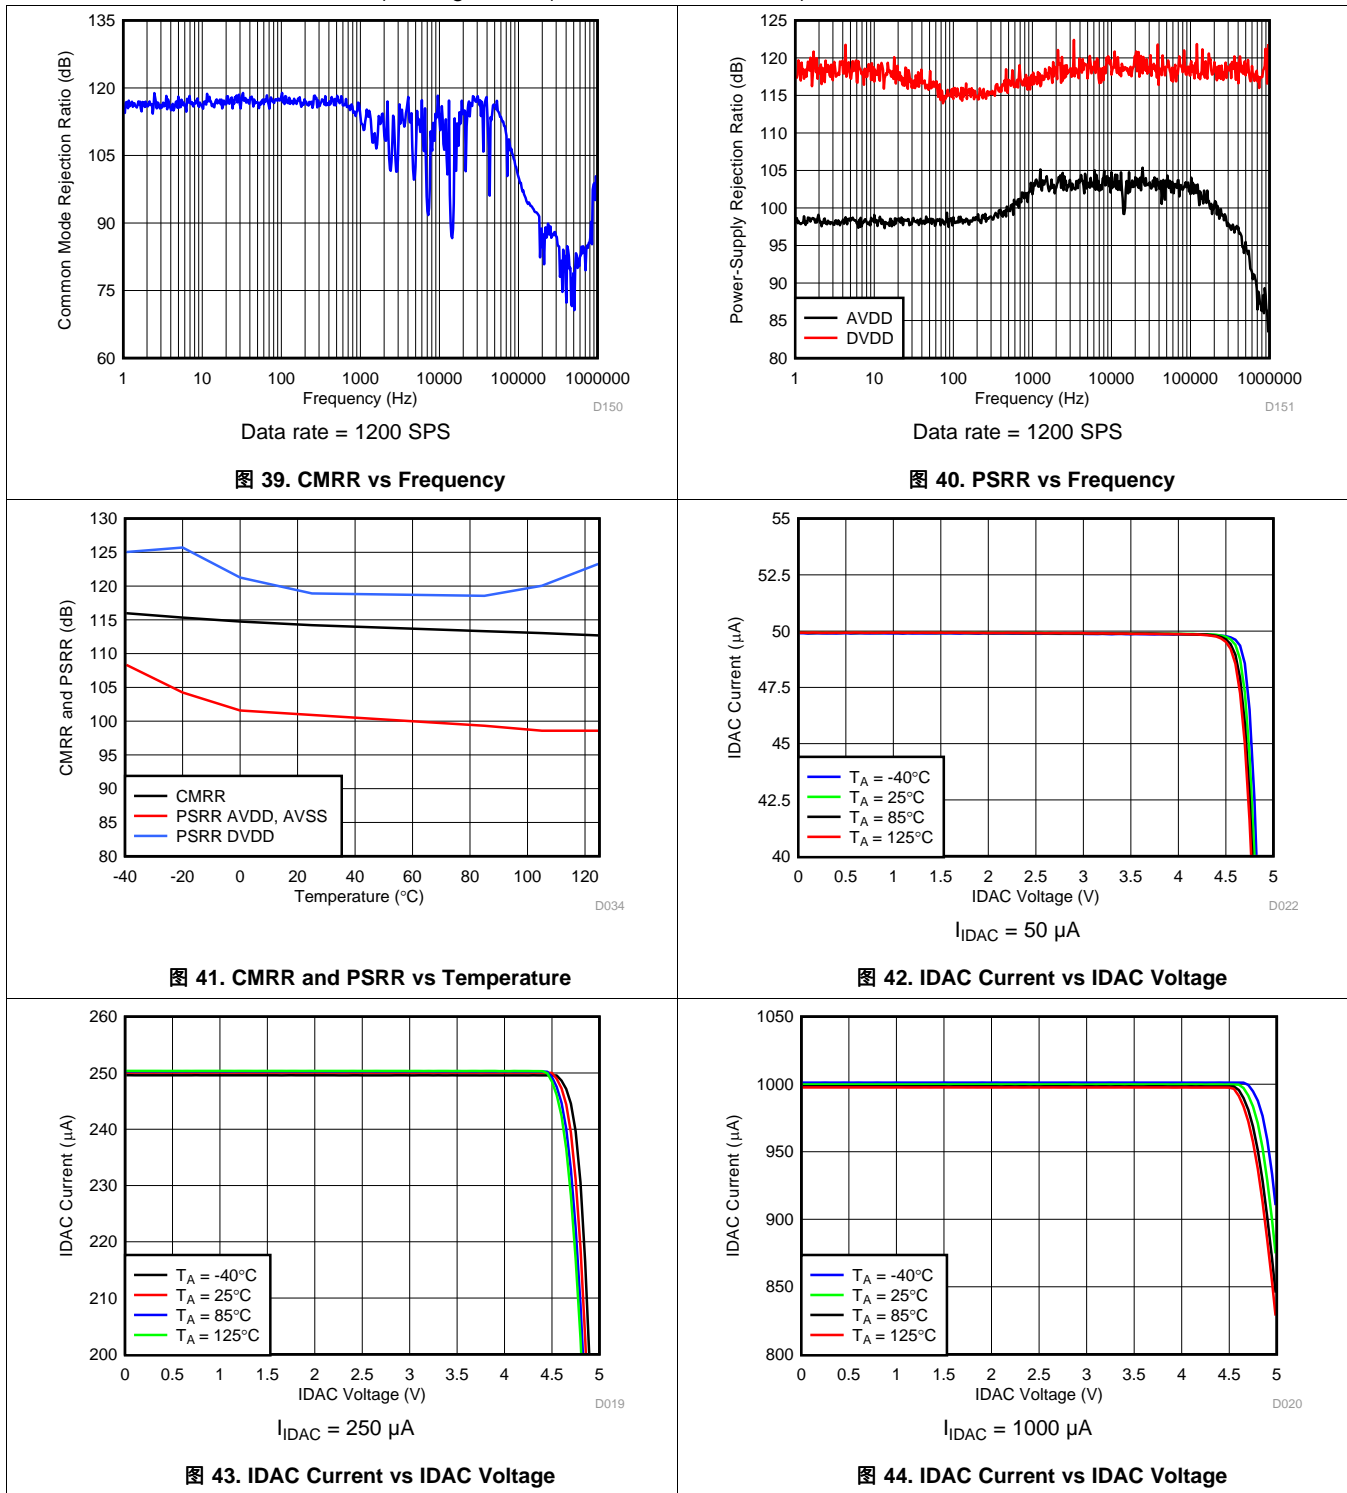 135
120
105
90
75
60
Common Mode Rejection Ratio (dB)
1 10 100 1000 10000 100000 1000000
Frequency (Hz)
D150
Data rate = 1200 SPS
图 39. CMRR vs Frequency
125
120
115
110
105
100
95
90
85
80
Power-Supply Rejection Ratio (dB)
AVDD
DVDD
1 10 100 1000 10000 100000 1000000
Frequency (Hz)
D151
Data rate = 1200 SPS
图 40. PSRR vs Frequency
130
125
120
115
110
105
100
95
90
85
80
CMRR and PSRR (dB)
CMRR
PSRR AVDD, AVSS
PSRR DVDD
-40 -20 0 20 40 60 80 100 120
Temperature (°C)
D034
图 41. CMRR and PSRR vs Temperature
55
52.5
50
47.5
45
42.5
40
IDAC Current (μA)
TA = -40°C
TA = 25°C
TA = 85°C
TA = 125°C
0 0.5 1 1.5 2 2.5 3 3.5 4 4.5 5
IDAC Voltage (V)
D022
IIDAC = 50 μA
图 42. IDAC Current vs IDAC Voltage
260
250
240
230
220
210
200
IDAC Current (μA)
TA = -40°C
TA = 25°C
TA = 85°C
TA = 125°C
0 0.5 1 1.5 2 2.5 3 3.5 4 4.5 5
IDAC Voltage (V)
D019
IIDAC = 250 μA
图 43. IDAC Current vs IDAC Voltage
1050
1000
950
900
850
800
IDAC Current (μA)
TA = -40°C
TA = 25°C
TA = 85°C
TA = 125°C
0 0.5 1 1.5 2 2.5 3 3.5 4 4.5 5
IDAC Voltage (V)
D020
IIDAC = 1000 μA
图 44. IDAC Current vs IDAC Voltage